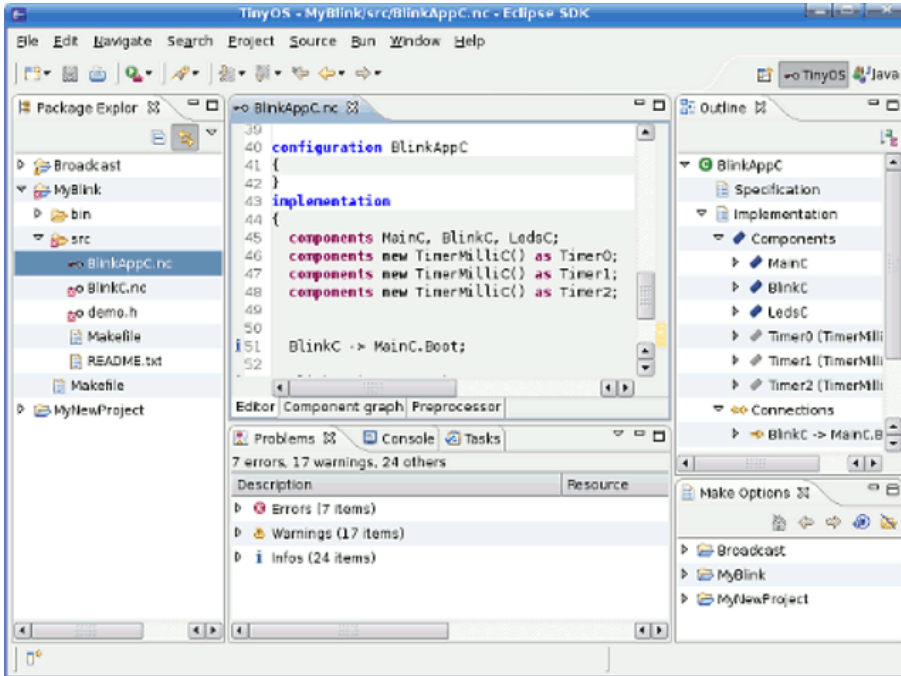 TinyOS - MyBlink/src/BlinkAppC.nc - Eclipse SDK
File Edit Navigate Search Project Source Run Window Help
TinyOS Java
Package Explor
Broadcast
MyBlink
bin
src
BlinkAppC.nc
BlinkC.nc
demo.h
Makefile
README.txt
Makefile
MyNewProject
BlinkAppC.nc
39
40 configuration BlinkAppC
41 {
42 }
43 implementation
44 {
45 components MainC, BlinkC, LedsC;
46 components new TimerMilliC() as Timer0;
47 components new TimerMilliC() as Timer1;
48 components new TimerMilliC() as Timer2;
49
50
51 BlinkC -> MainC.Boot;
52
Editor Component graph Preprocessor
Problems Console Tasks
7 errors, 17 warnings, 24 others
Description Resource
Errors (7 items)
Warnings (17 items)
i Infos (24 items)
Outline
BlinkAppC
Specification
Implementation
Components
MainC
BlinkC
LedsC
Timer0 (TimerMilli
Timer1 (TimerMilli
Timer2 (TimerMilli
Connections
BlinkC -> MainC.B
Make Options
Broadcast
MyBlink
MyNewProject